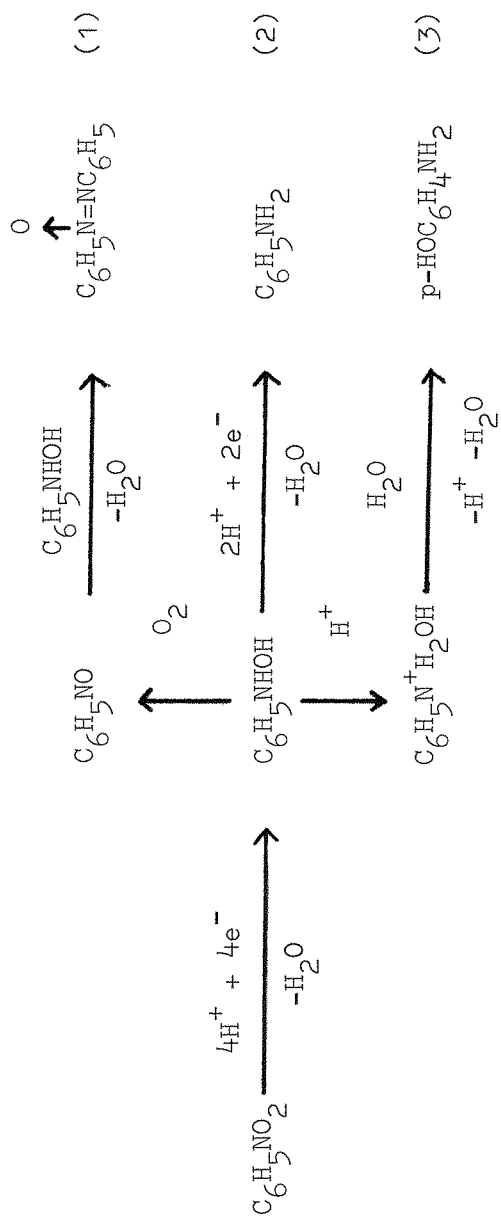 O
C₆H₅NO C₆H₅NHOH -H₂O C₆H₅N=NC₆H₅ (1)
O₂
C₆H₅NO₂ 4H⁺ + 4e⁻ -H₂O C₆H₅NHOH 2H⁺ + 2e⁻ -H₂O C₆H₅NH₂ (2)
H⁺
C₆H₅N⁺H₂OH H₂O -H⁺ -H₂O p-HOC₆H₄NH₂ (3)